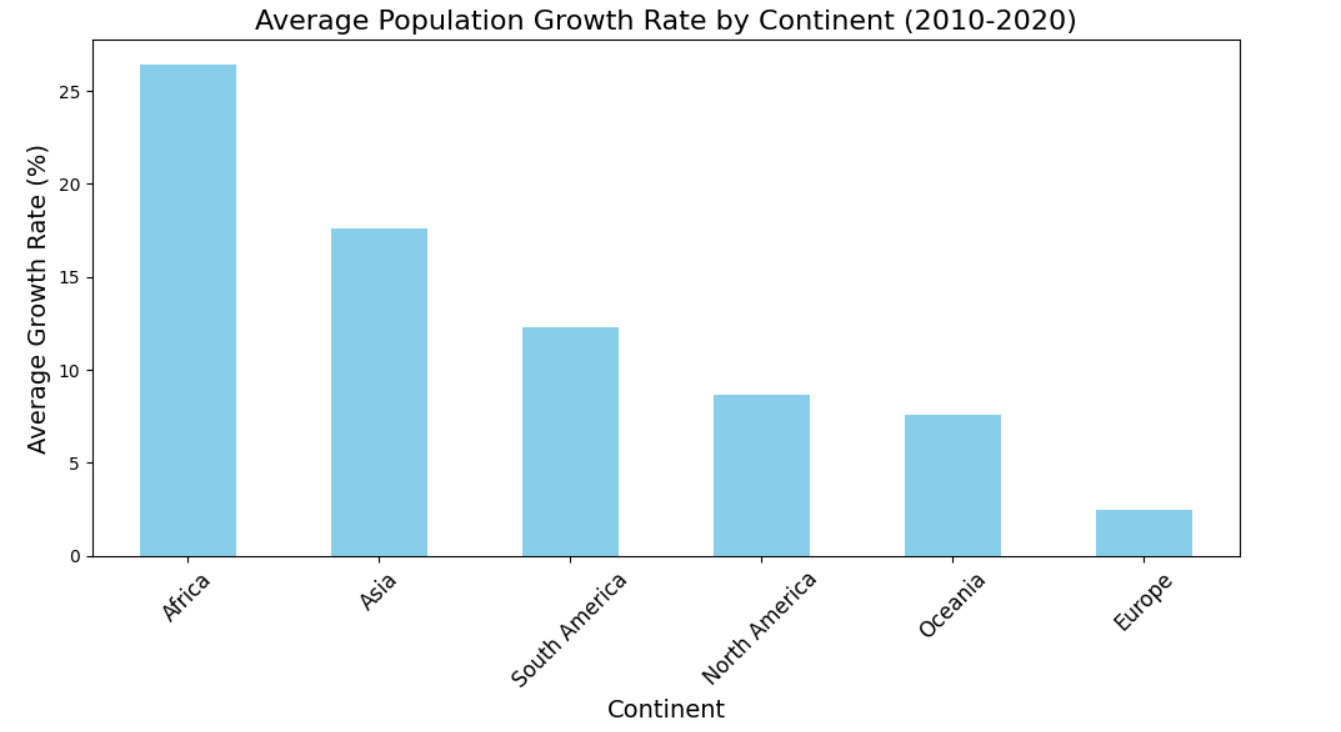 Average Population Growth Rate by Continent (2010-2020)
Average Growth Rate (%)
25
20
15
10
5
0
Africa
Asia
South America
North America
Oceania
Europe
Continent